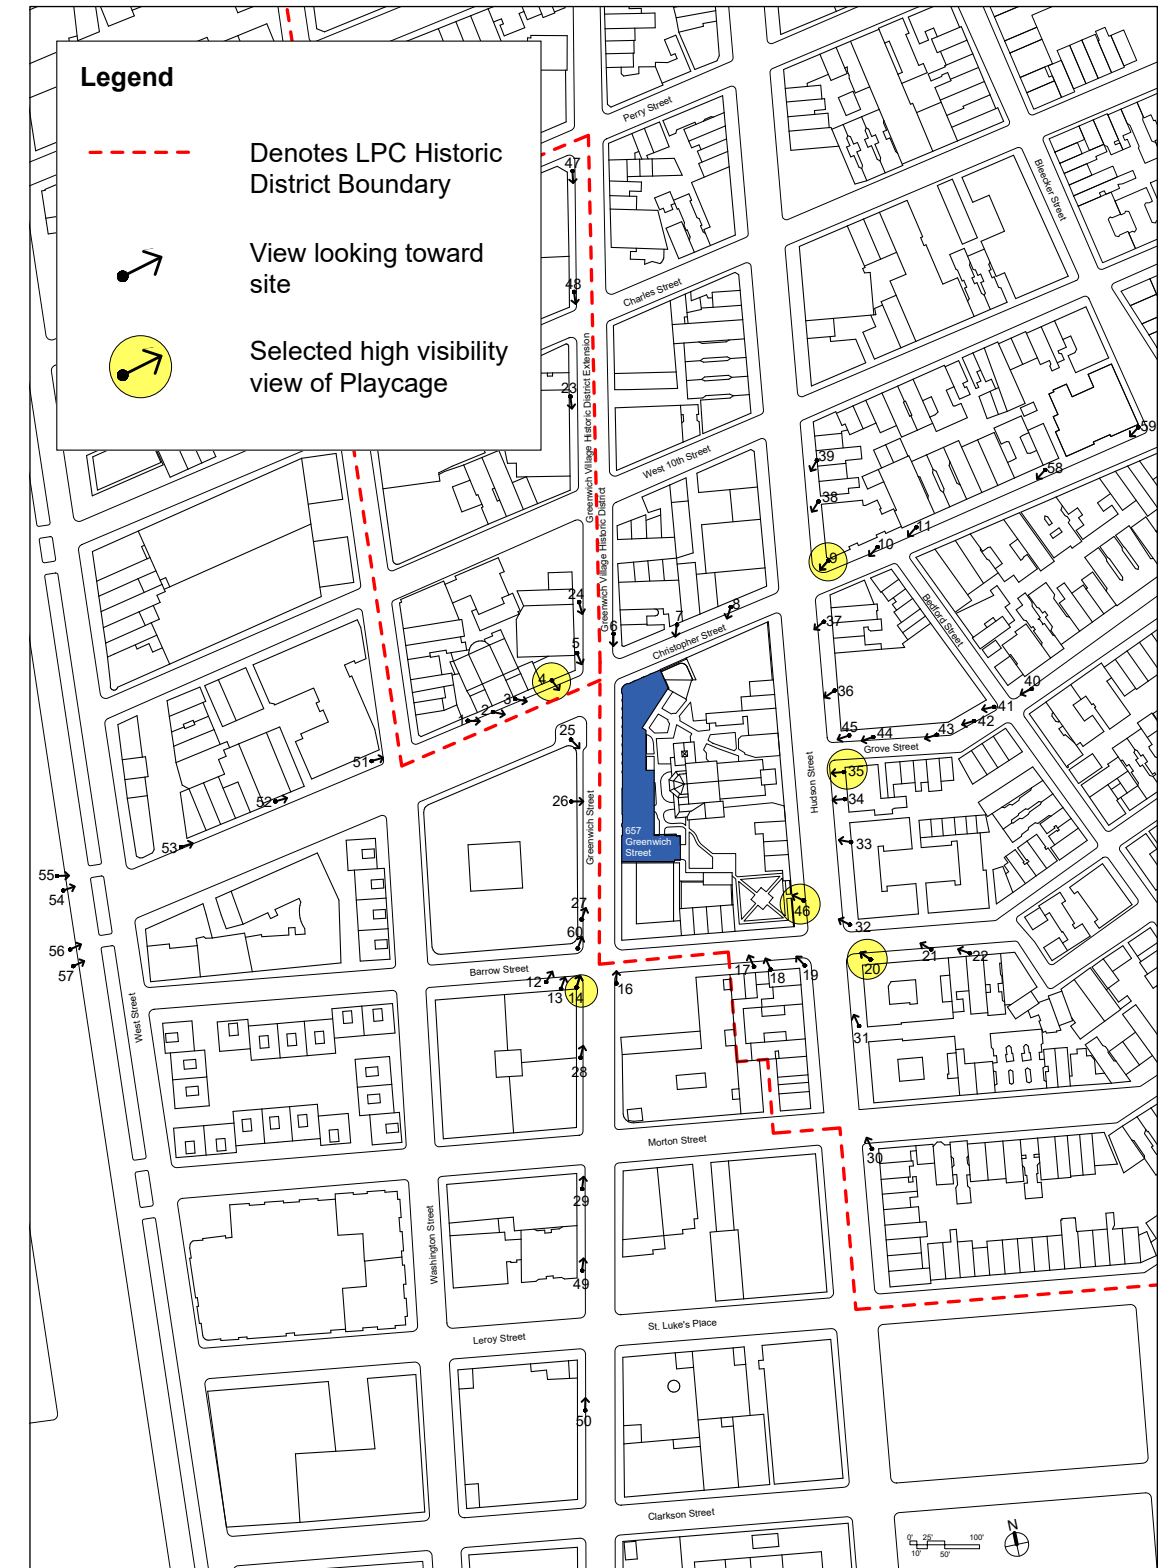 Legend
Denotes LPC Historic
District Boundary
View looking toward
site
Selected high visibility
view of Playcage
Perry Street
Bleecker Street
47
48
Charles Street
23
Greenwich Village Historic District Extension
Greenwich Village Historic District
West 10th Street
39
38
59
58
11
10
9
24
5
6
7
8
Christopher Street
Bedford Street
37
36
40
41
42
43
44
45
Grove Street
4
3
2
1
25
26
51
52
53
Greenwich Street
657
Greenwich
Street
Hudson Street
35
34
33
32
46
55
54
56
57
27
60
Barrow Street
12
13
14
16
17
18
19
20
21
22
West Street
28
31
Morton Street
30
29
Washington Street
49
St. Luke's Place
Leroy Street
50
Clarkson Street
N
0' 25' 100'
10' 50'